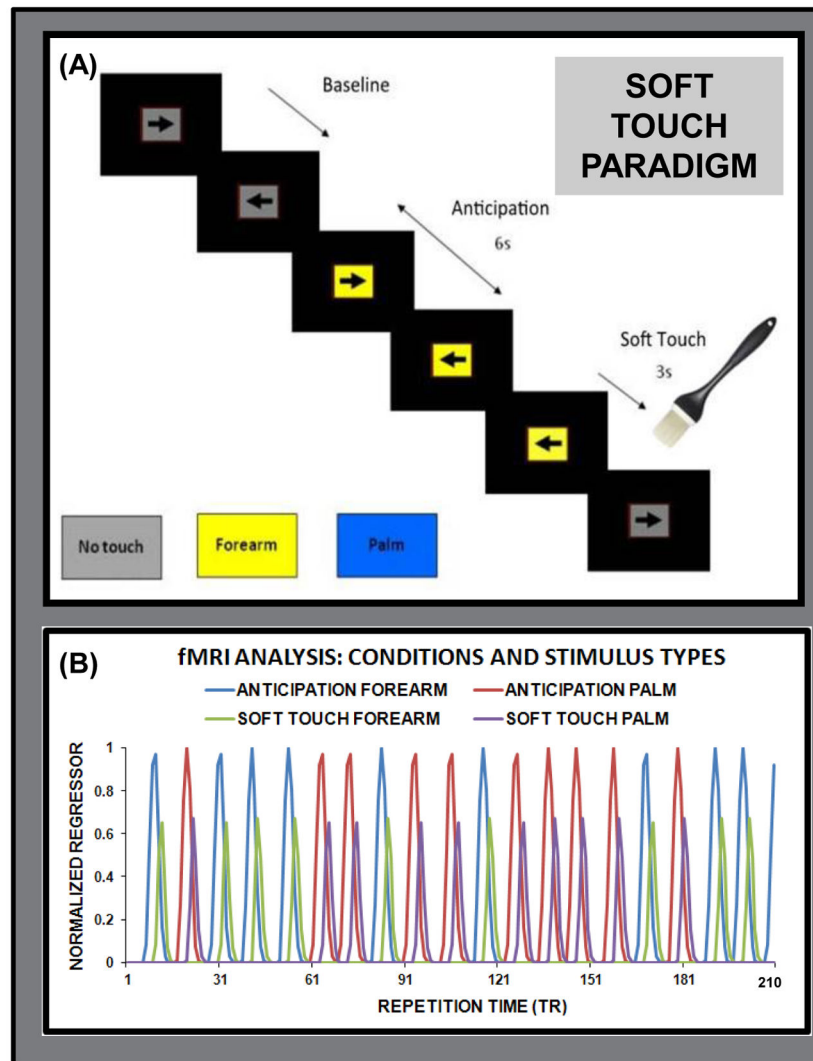 (A)
SOFT
TOUCH
PARADIGM
Baseline
Anticipation
6s
Soft Touch
3s
No touch
Forearm
Palm
(B)
fMRI ANALYSIS: CONDITIONS AND STIMULUS TYPES
ANTICIPATION FOREARM
ANTICIPATION PALM
SOFT TOUCH FOREARM
SOFT TOUCH PALM
NORMALIZED REGRESSOR
1
0.8
0.6
0.4
0.2
0
1
31
61
91
121
151
181
210
REPETITION TIME (TR)